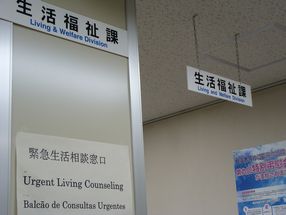 生活福祉課
Living & Welfare Division
生活福祉課
Living and Welfare Division
緊急生活相談窓口
Urgent Living Counseling
Balcão de Consultas Urgentes